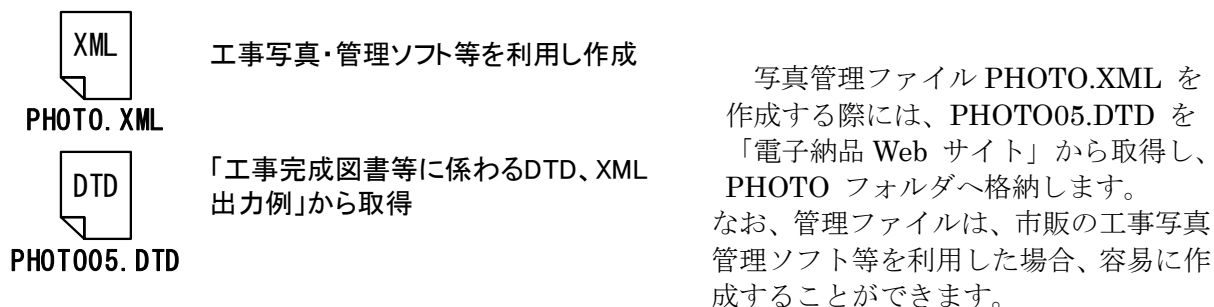 XML
工事写真・管理ソフト等を利用し作成
PHOTO. XML
DTD
「工事完成図書等に係わるDTD、XML
出力例」から取得
PHOTO05. DTD
写真管理ファイル PHOTO.XML を
作成する際には、PHOTO05.DTD を
「電子納品 Web サイト」から取得し、
PHOTO フォルダへ格納します。
なお、管理ファイルは、市販の工事写真
管理ソフト等を利用した場合、容易に作
成することができます。